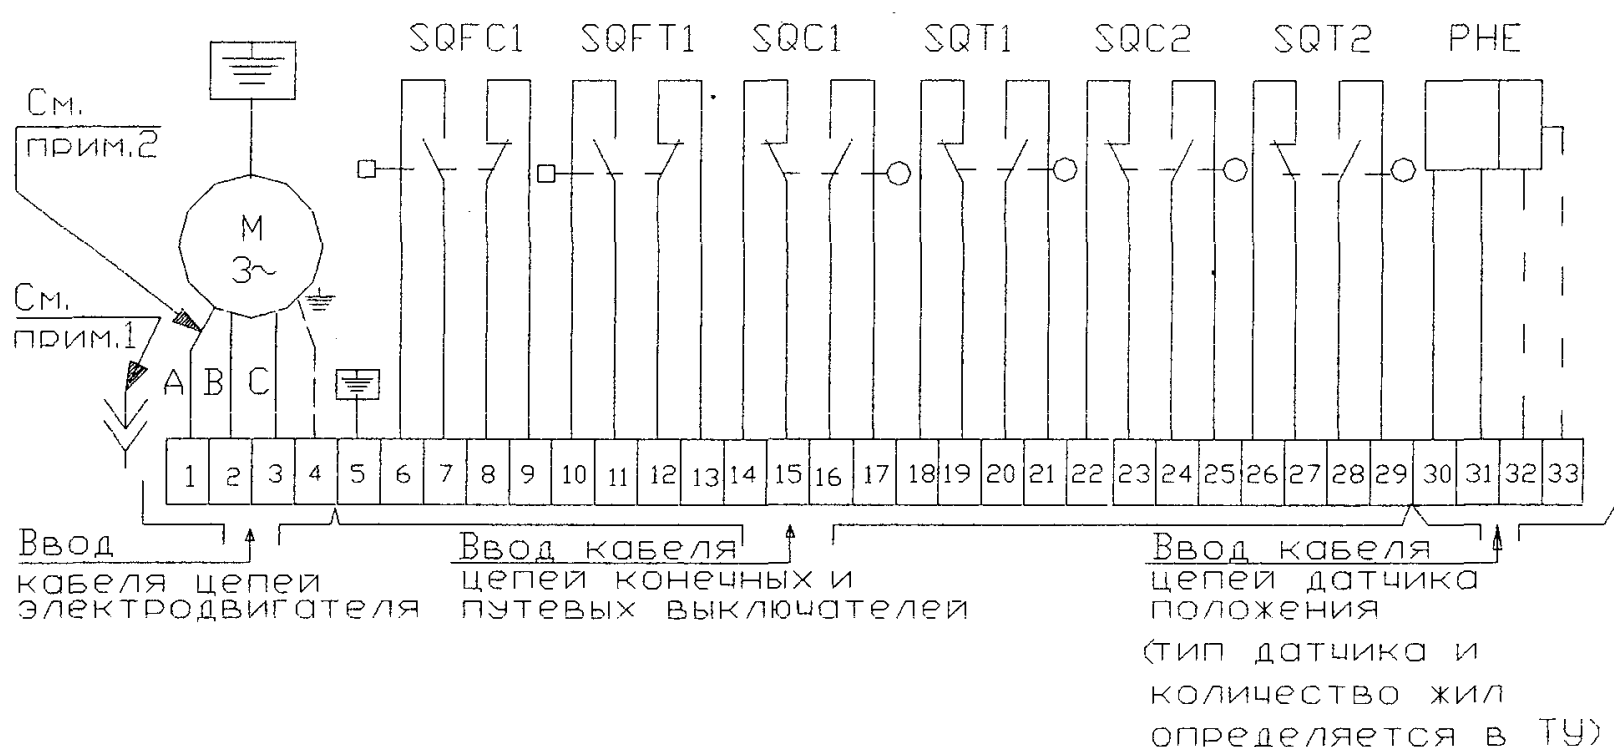 SQFC1 SQFT1 SQC1 SQT1 SQC2 SQT2 PHE
См.
прим.2
М
3~
См.
прим.1
A B C
1 2 3 4 5 6 7 8 9 10 11 12 13 14 15 16 17 18 19 20 21 22 23 24 25 26 27 28 29 30 31 32 33
Ввод
кабеля цепей
электродвигателя
Ввод кабеля
цепей конечных и
путевых выключателей
Ввод кабеля
цепей датчика
положения
(тип датчика и
количество жил
определяется в ТУ)